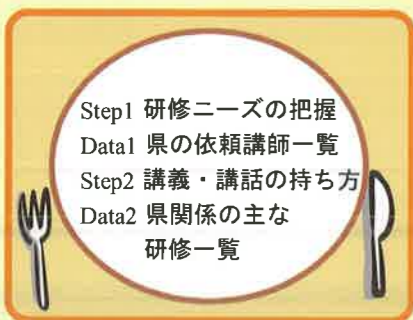 Step1 研修ニーズの把握
Data1 県の依頼講師一覧
Step2 講義・講話の持ち方
Data2 県関係の主な
研修一覧